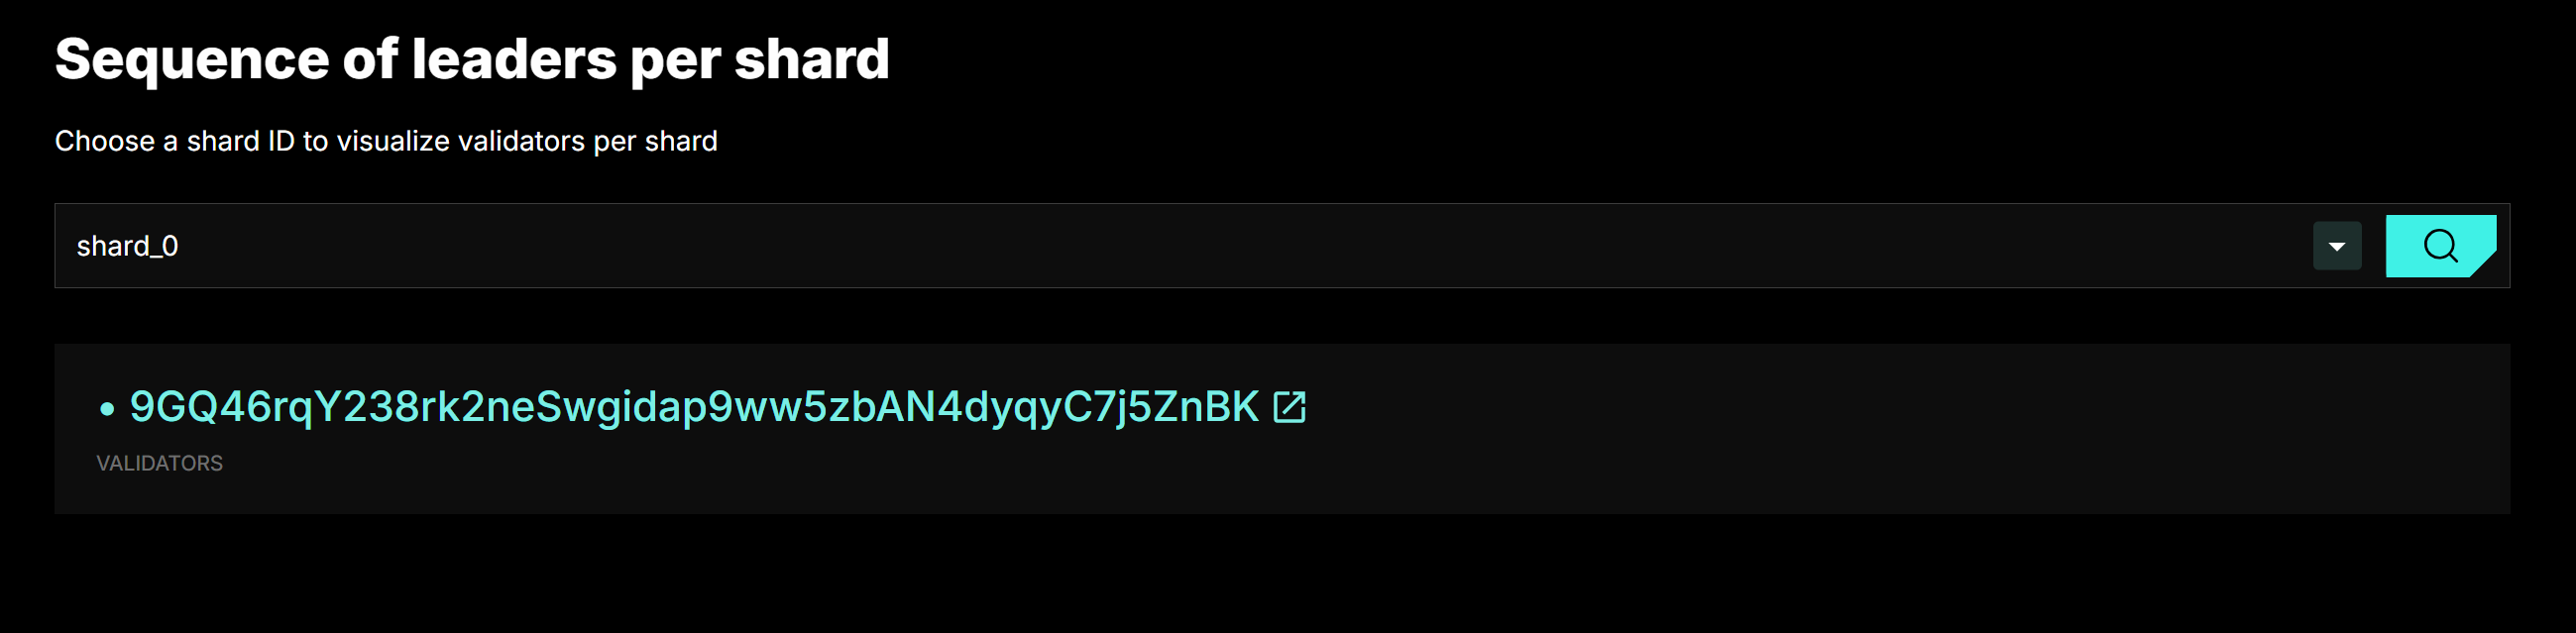 Sequence of leaders per shard
Choose a shard ID to visualize validators per shard
shard_0
• 9GQ46rqY238rk2neSwgidap9ww5zbAN4dyqyC7j5ZnBK
VALIDATORS